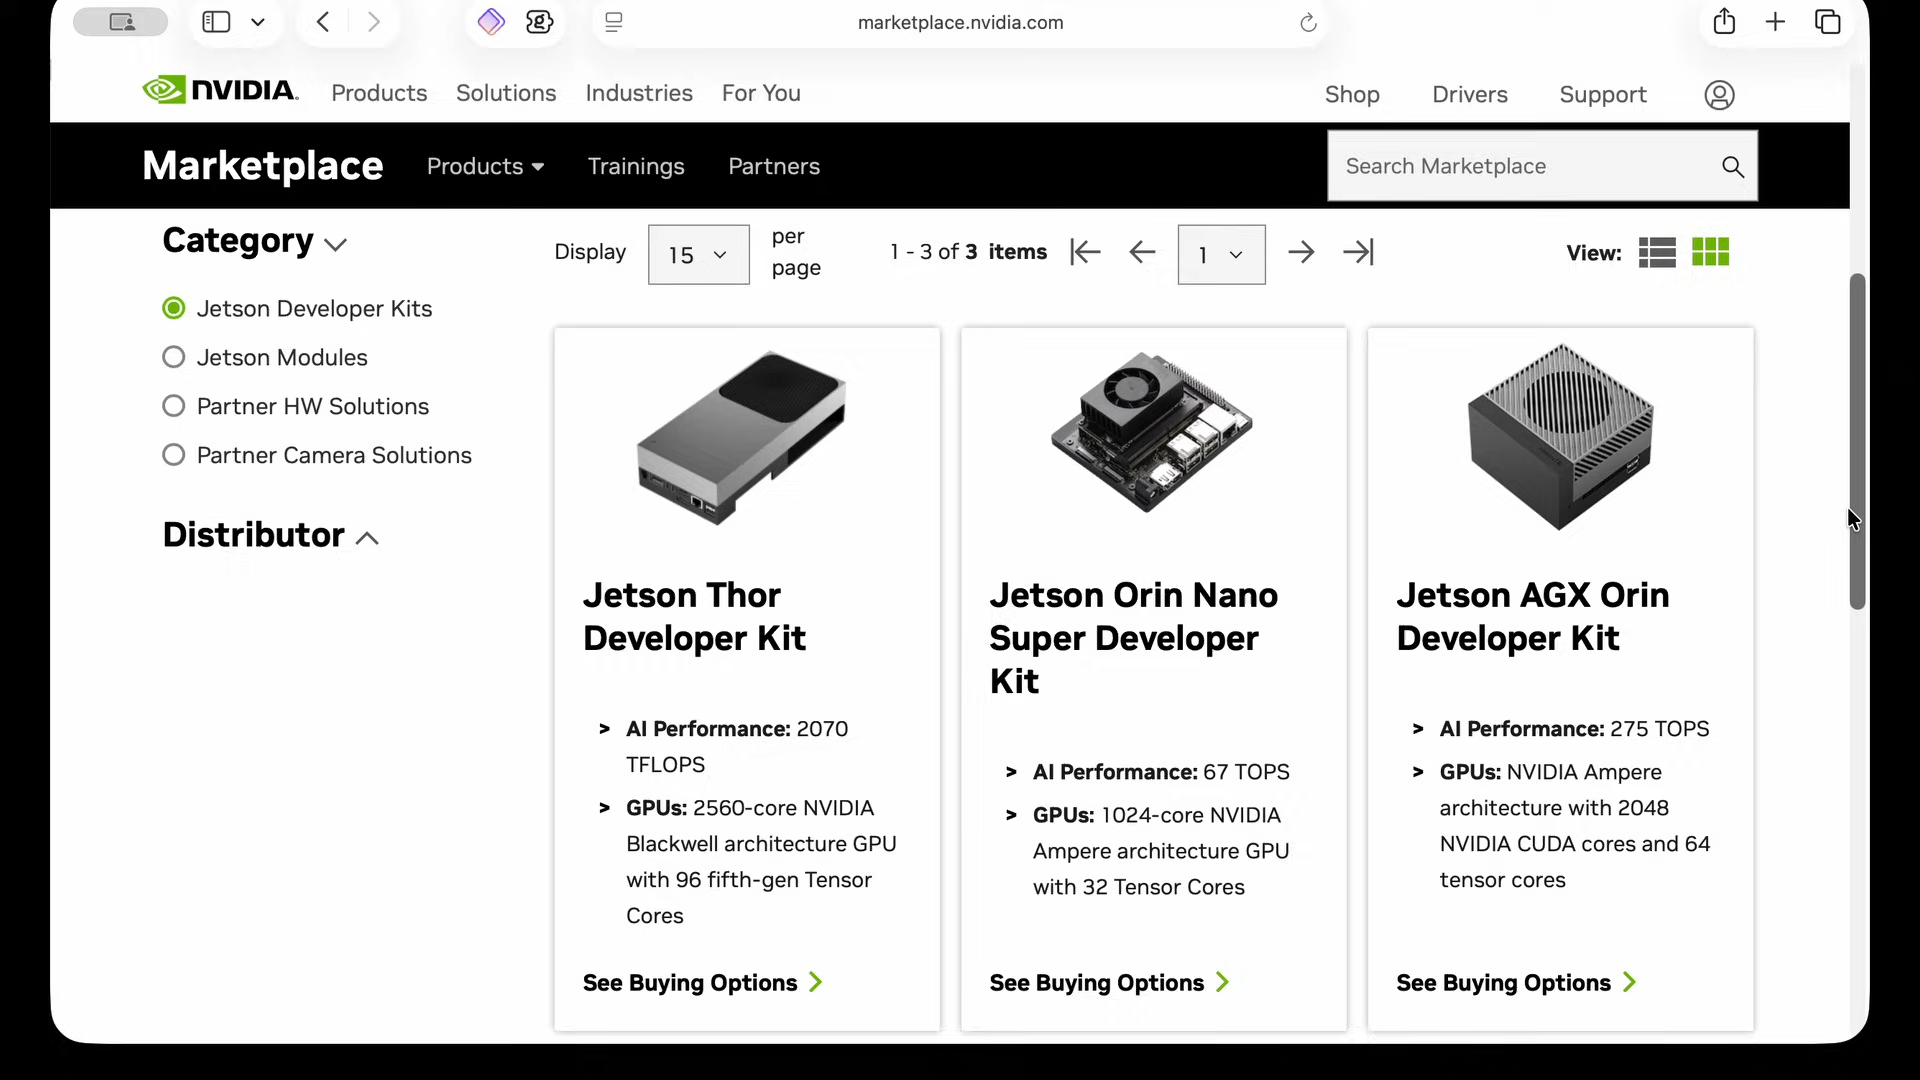 marketplace.nvidia.com
NVIDIA. Products Solutions Industries For You Shop Drivers Support
Marketplace Products Trainings Partners Search Marketplace
Category
Jetson Developer Kits
Jetson Modules
Partner HW Solutions
Partner Camera Solutions
Distributor
Display 15 per page 1 - 3 of 3 items 1 View:
Jetson Thor
Developer Kit
> AI Performance: 2070
TFLOPS
> GPUs: 2560-core NVIDIA
Blackwell architecture GPU
with 96 fifth-gen Tensor
Cores
See Buying Options
Jetson Orin Nano
Super Developer
Kit
> AI Performance: 67 TOPS
> GPUs: 1024-core NVIDIA
Ampere architecture GPU
with 32 Tensor Cores
See Buying Options
Jetson AGX Orin
Developer Kit
> AI Performance: 275 TOPS
> GPUs: NVIDIA Ampere
architecture with 2048
NVIDIA CUDA cores and 64
tensor cores
See Buying Options